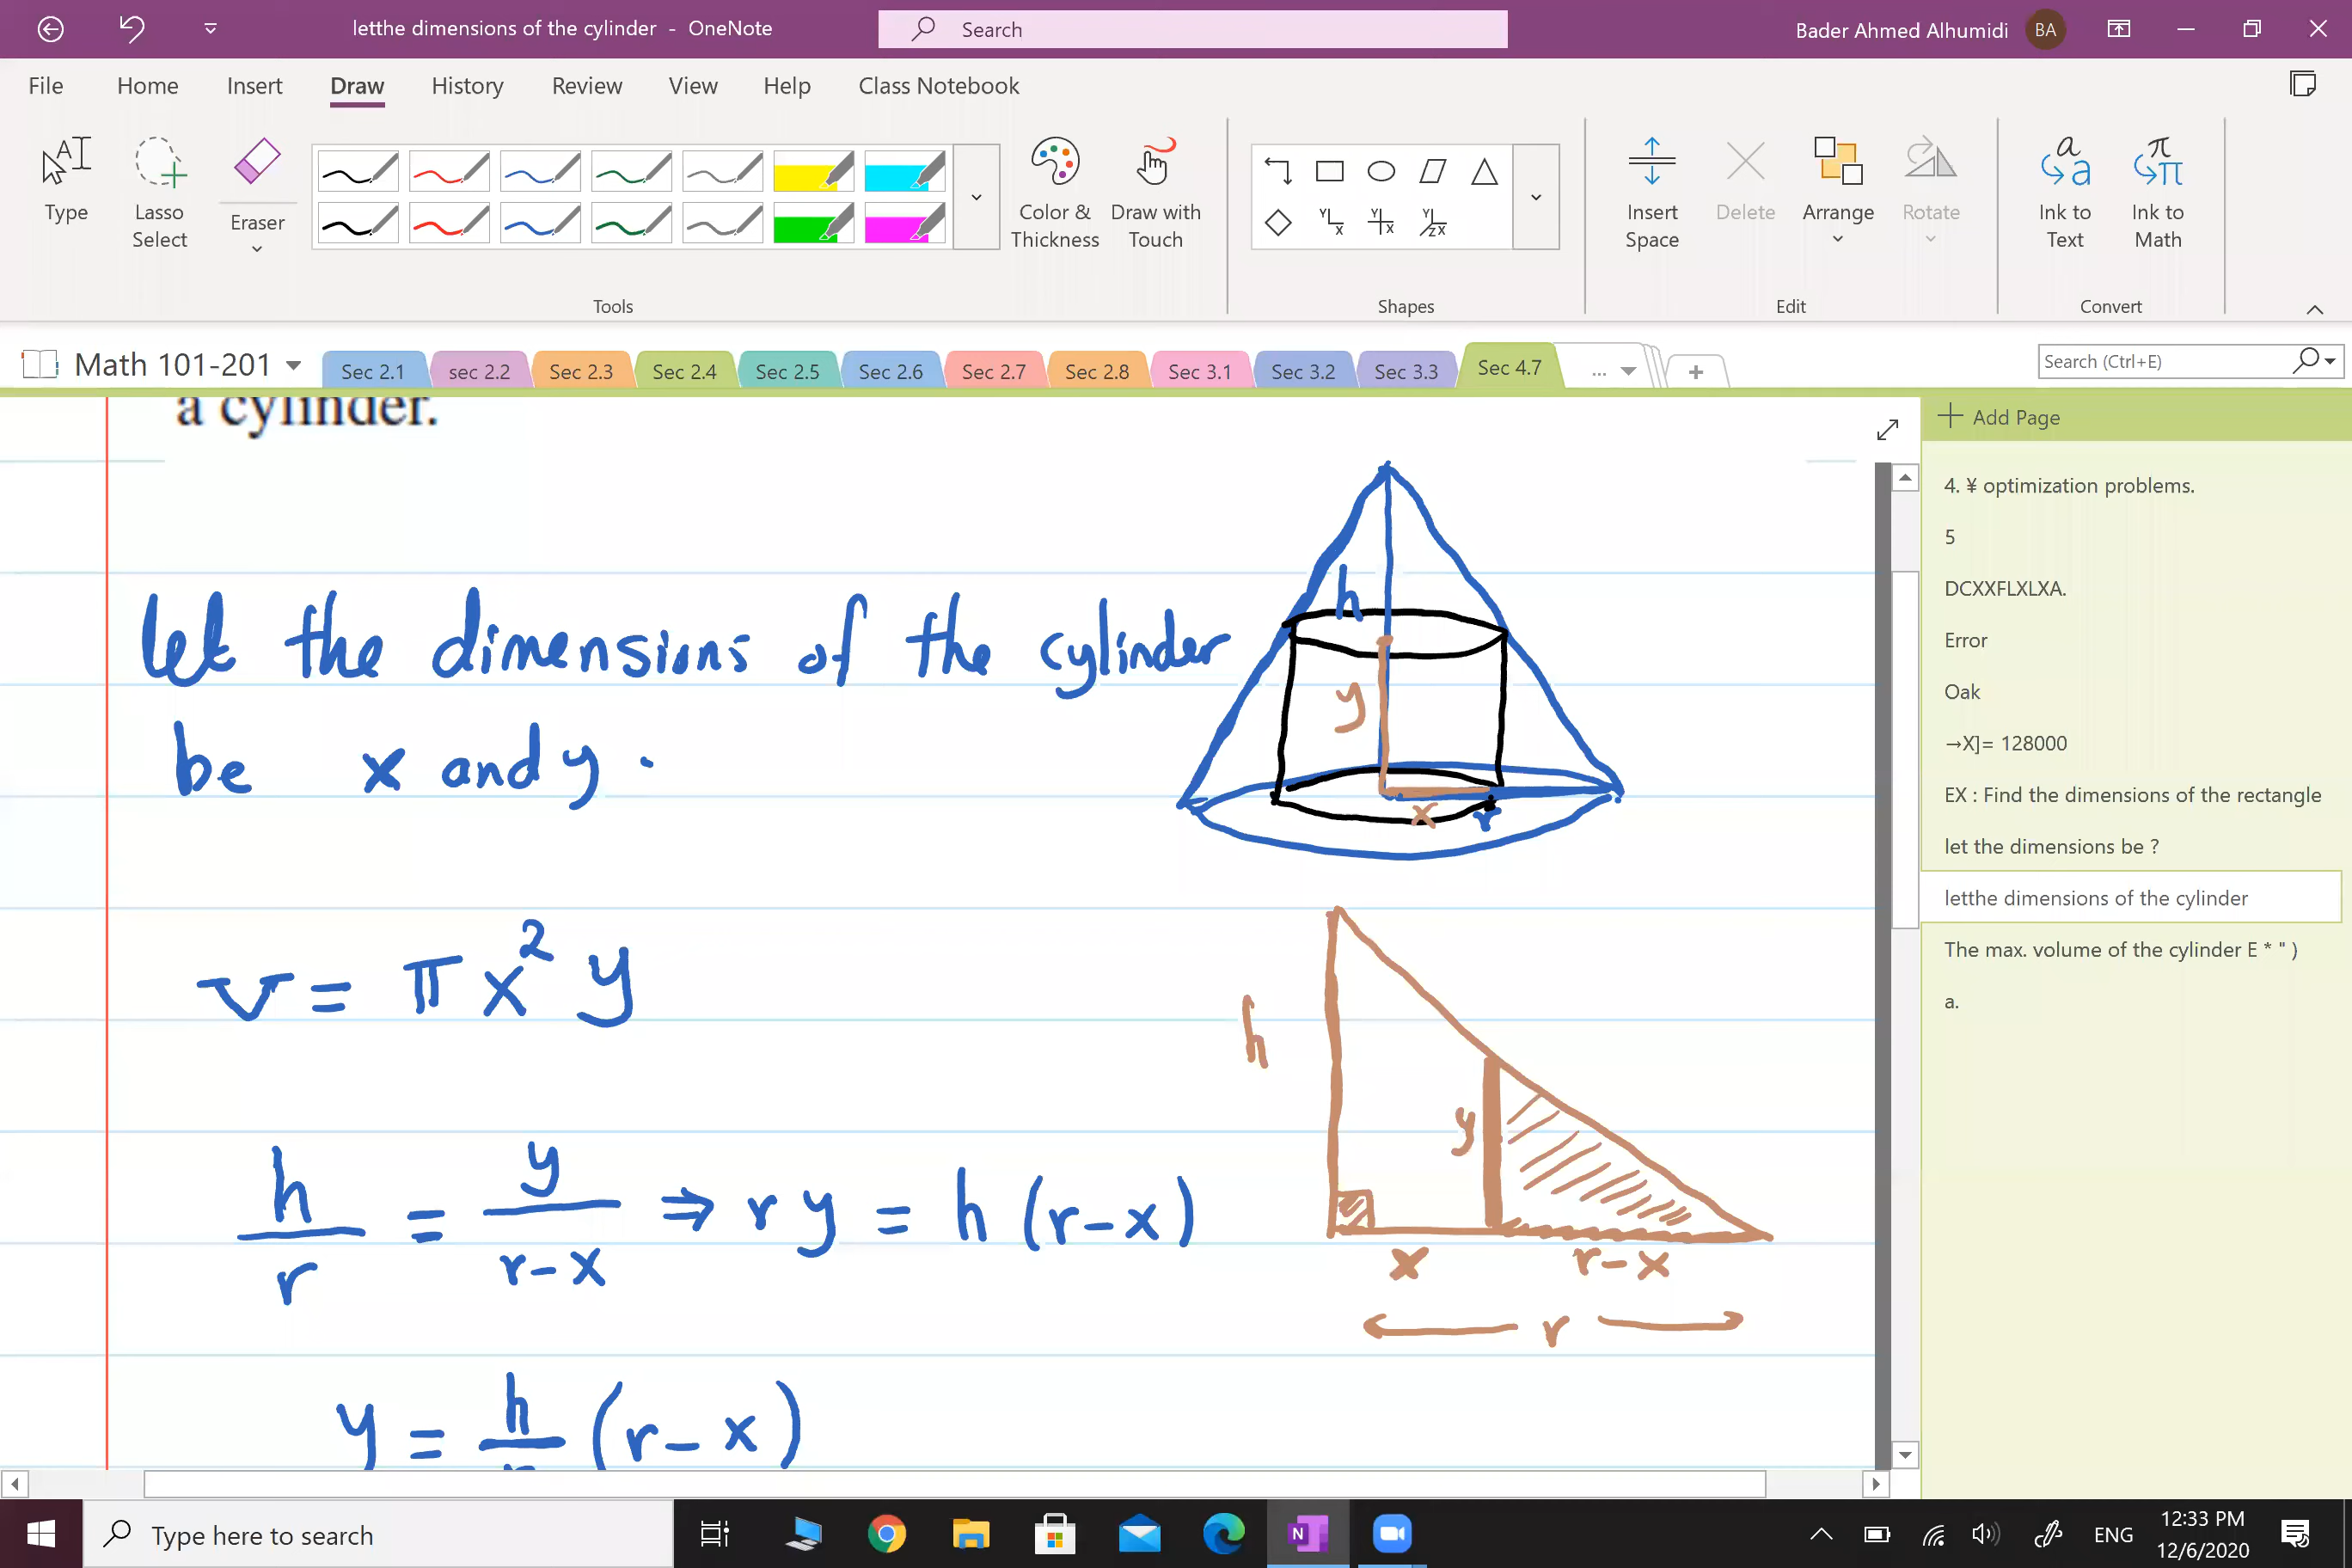 letthe dimensions of the cylinder - OneNote
Search
Bader Ahmed Alhumidi
BA
File Home Insert Draw History Review View Help Class Notebook
Type
Lasso Select
Eraser
Color & Thickness
Draw with Touch
Insert Space
Delete
Arrange
Rotate
Ink to Text
Ink to Math
Tools
Shapes
Edit
Convert
Math 101-201
Sec 2.1
sec 2.2
Sec 2.3
Sec 2.4
Sec 2.5
Sec 2.6
Sec 2.7
Sec 2.8
Sec 3.1
Sec 3.2
Sec 3.3
Sec 4.7
...
Search (Ctrl+E)
a cylinder.
let the dimensions of the cylinder
be x and y .
V = π x² y
h/r = y/(r-x) ⇒ r y = h (r-x)
y = h/r (r-x)
h
y
x
r
h
y
x
r-x
r
Add Page
4. ¥ optimization problems.
5
DCXXFLXLXA.
Error
Oak
→X]= 128000
EX : Find the dimensions of the rectangle
let the dimensions be ?
letthe dimensions of the cylinder
The max. volume of the cylinder E * " )
a.
Type here to search
ENG
12:33 PM
12/6/2020